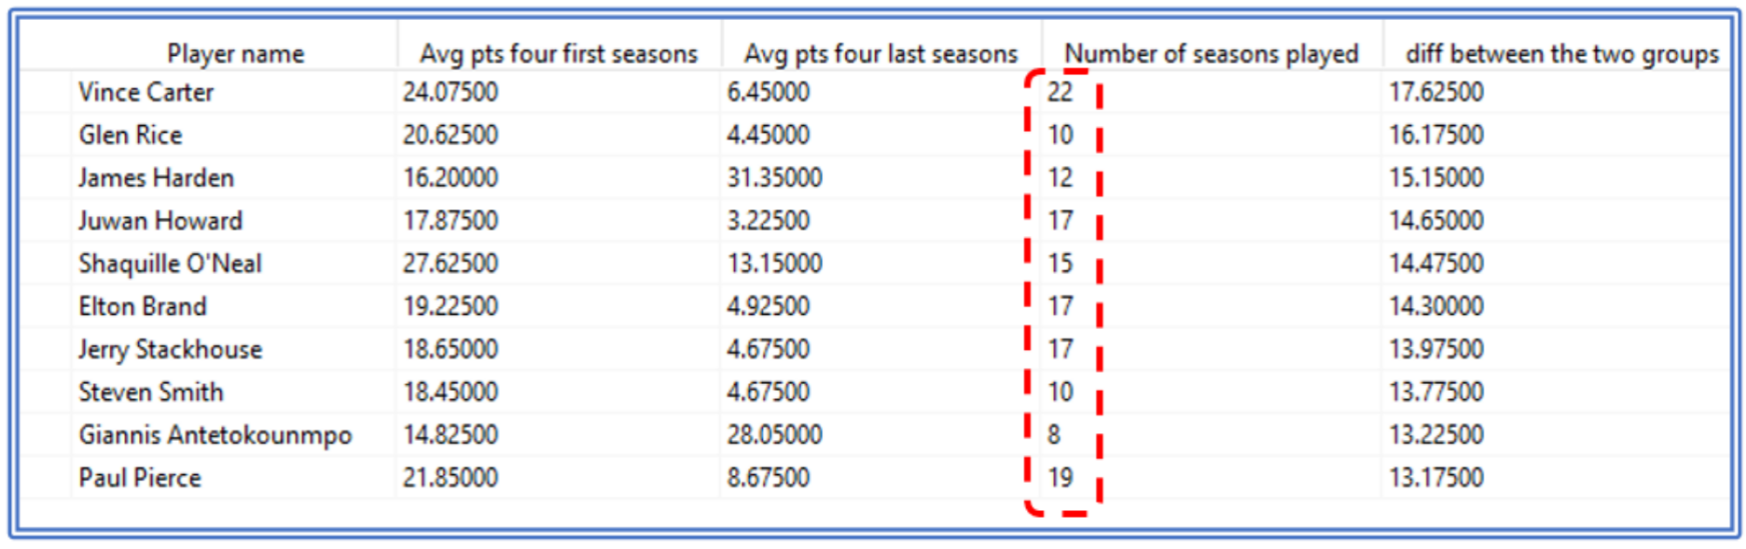 Player name Avg pts four first seasons Avg pts four last seasons Number of seasons played diff between the two groups
Vince Carter 24.07500 6.45000 22 17.62500
Glen Rice 20.62500 4.45000 10 16.17500
James Harden 16.20000 31.35000 12 15.15000
Juwan Howard 17.87500 3.22500 17 14.65000
Shaquille O'Neal 27.62500 13.15000 15 14.47500
Elton Brand 19.22500 4.92500 17 14.30000
Jerry Stackhouse 18.65000 4.67500 17 13.97500
Steven Smith 18.45000 4.67500 10 13.77500
Giannis Antetokounmpo 14.82500 28.05000 8 13.22500
Paul Pierce 21.85000 8.67500 19 13.17500